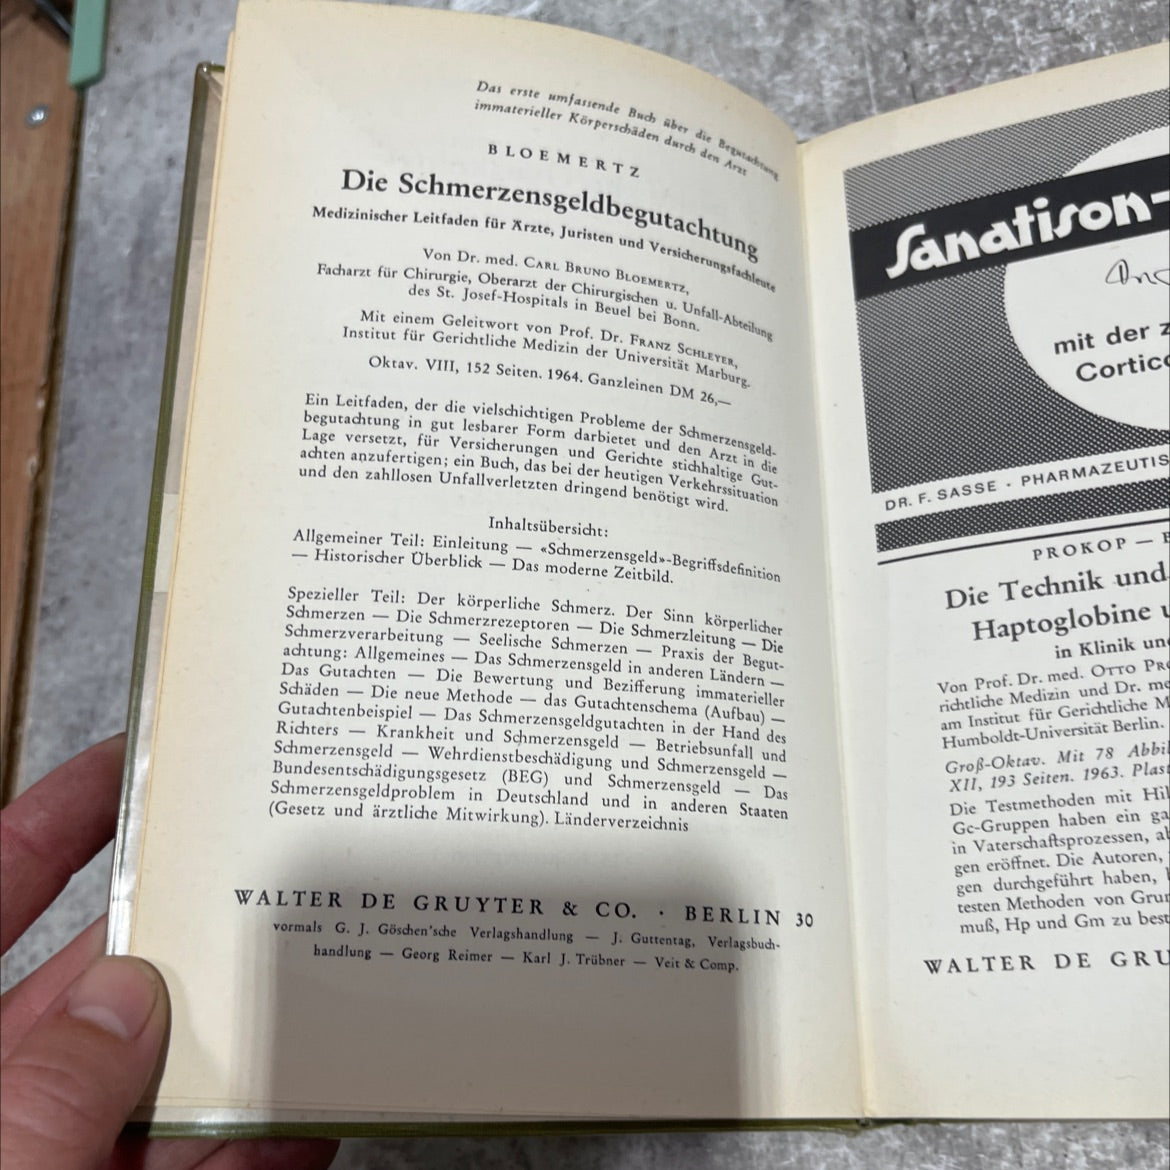 Das erste umfassende Buch über die Begutachtung
immaterieller Körperschäden durch den Arzt
BLOEMERTZ
Die Schmerzensgeldbegutachtung
Medizinischer Leitfaden für Ärzte, Juristen und Versicherungsfachleute
Von Dr. med. CARL BRUNO BLOEMERTZ,
Facharzt für Chirurgie, Oberarzt der Chirurgischen u. Unfall-Abteilung
des St. Josef-Hospitals in Beuel bei Bonn.
Mit einem Geleitwort von Prof. Dr. FRANZ SCHLEYER,
Institut für Gerichtliche Medizin der Universität Marburg.
Oktav. VIII, 152 Seiten. 1964. Ganzleinen DM 26,—
Ein Leitfaden, der die vielschichtigen Probleme der Schmerzensgeld-
begutachtung in gut lesbarer Form darbietet und den Arzt in die
Lage versetzt, für Versicherungen und Gerichte stichhaltige Gut-
achten anzufertigen; ein Buch, das bei der heutigen Verkehrssituation
und den zahllosen Unfallverletzten dringend benötigt wird.
Inhaltsübersicht:
Allgemeiner Teil: Einleitung — «Schmerzensgeld»-Begriffsdefinition
— Historischer Überblick — Das moderne Zeitbild.
Spezieller Teil: Der körperliche Schmerz. Der Sinn körperlicher
Schmerzen — Die Schmerzrezeptoren — Die Schmerzleitung — Die
Schmerzverarbeitung — Seelische Schmerzen — Praxis der Begut-
achtung: Allgemeines — Das Schmerzensgeld in anderen Ländern —
Das Gutachten — Die Bewertung und Bezifferung immaterieller
Schäden — Die neue Methode — das Gutachtenschema (Aufbau) —
Gutachtenbeispiel — Das Schmerzensgeldgutachten in der Hand des
Richters — Krankheit und Schmerzensgeld — Betriebsunfall und
Schmerzensgeld — Wehrdienstbeschädigung und Schmerzensgeld —
Bundesentschädigungsgesetz (BEG) und Schmerzensgeld — Das
Schmerzensgeldproblem in Deutschland und in anderen Staaten
(Gesetz und ärztliche Mitwirkung). Länderverzeichnis
WALTER DE GRUYTER & CO. · BERLIN 30
vormals G. J. Göschen'sche Verlagshandlung — J. Guttentag, Verlagsbuch-
handlung — Georg Reimer — Karl J. Trübner — Veit & Comp.
Sanatison-
mit der
Cortico
DR. F. SASSE · PHARMAZEUTIS
PROKOP —
Die Technik und
Haptoglobine
in Klinik un
Von Prof. Dr. med. OTTO PRO
richtliche Medizin und Dr. me
am Institut für Gerichtliche M
Humboldt-Universität Berlin.
Groß-Oktav. Mit 78 Abbil
XII, 193 Seiten. 1963. Plast
Die Testmethoden mit Hil
Gc-Gruppen haben ein ga
in Vaterschaftsprozessen, ab
gen eröffnet. Die Autoren,
gen durchgeführt haben,
testen Methoden von Grun
muß, Hp und Gm zu best
WALTER DE GRU